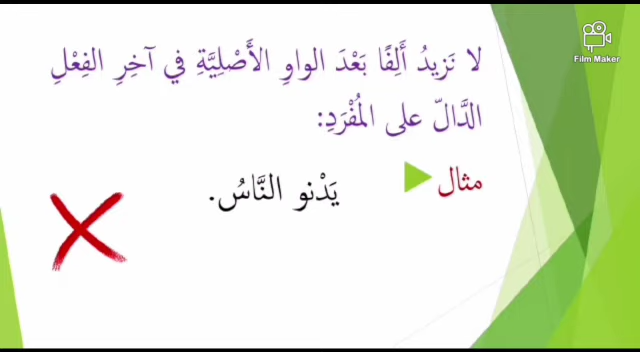 لا نَزيدُ أَلِفًا بَعْدَ الواوِ الأَصْلِيَّةِ في آخِرِ الفِعْلِ
الدَّالّ على المُفْرَدِ:
مثال
يَدْنو النَّاسُ.
Film Maker